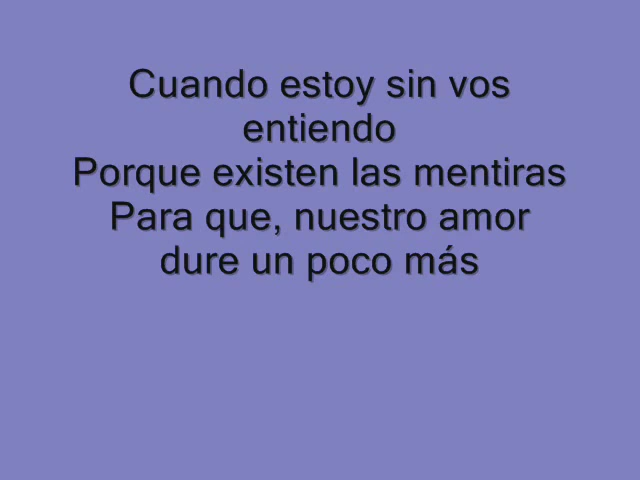 Cuando estoy sin vos
entiendo
Porque existen las mentiras
Para que, nuestro amor
dure un poco más